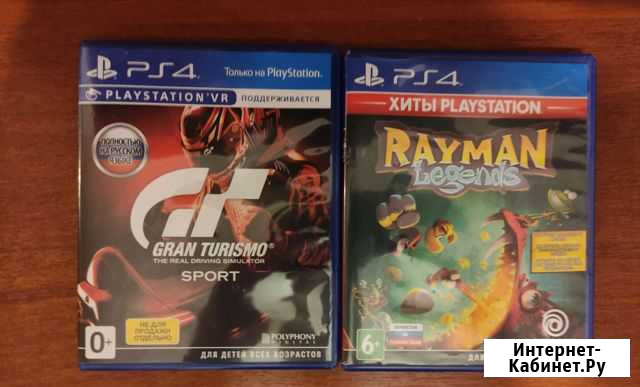 PS4
Только на PlayStation.
PLAYSTATION®VR ПОДДЕРЖИВАЕТСЯ
ПОЛНОСТЬЮ
НА РУССКОМ
ЯЗЫКЕ
GT
GRAN TURISMO®
THE REAL DRIVING SIMULATOR
SPORT
НЕ ДЛЯ
ПРОДАЖИ
ОТДЕЛЬНО
0+
POLYPHONY
DIGITAL
ДЛЯ ДЕТЕЙ ВСЕХ ВОЗРАСТОВ
PS4
ХИТЫ PLAYSTATION
RAYMAN
Legends
6+
ДЛЯ
Интернет-
Кабинет.Ру